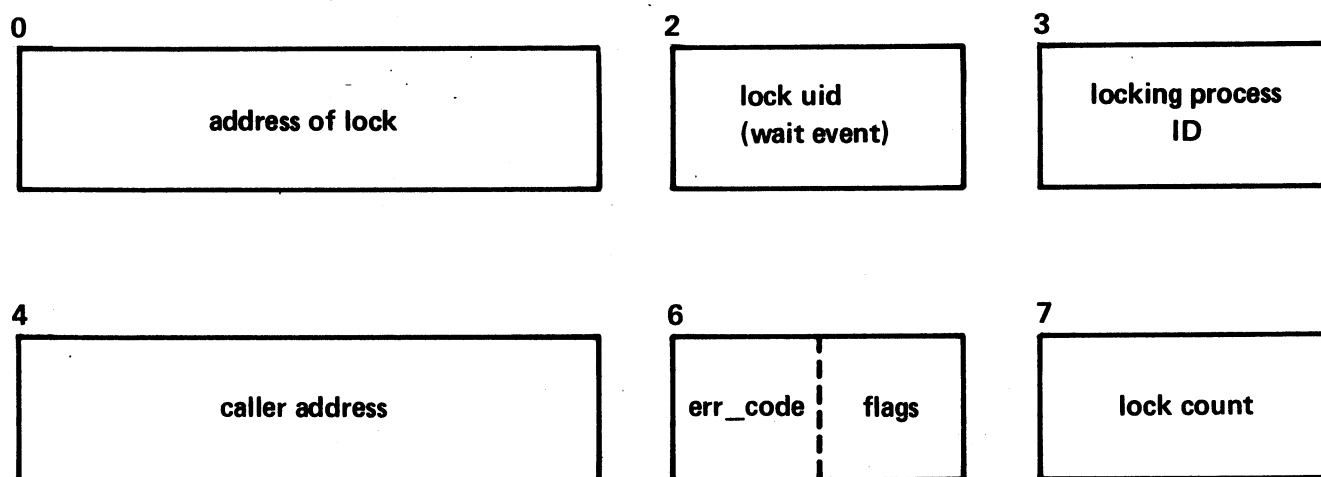 0
2
3
address of lock
lock uid
(wait event)
locking process
ID
4
6
7
caller address
err_code
flags
lock count